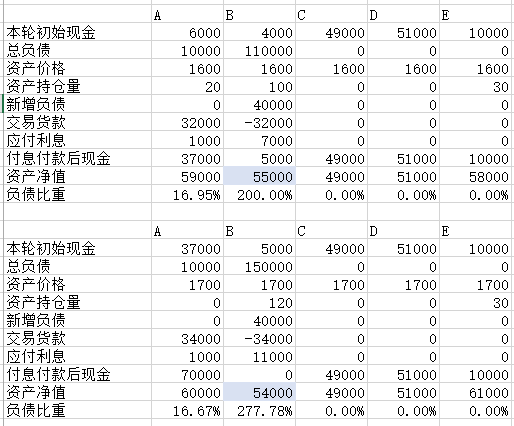 A B C D E
本轮初始现金 6000 4000 49000 51000 10000
总负债 10000 110000 0 0 0
资产价格 1600 1600 1600 1600 1600
资产持仓量 20 100 0 0 30
新增负债 0 40000 0 0 0
交易货款 32000 -32000 0 0 0
应付利息 1000 7000 0 0 0
付息付款后现金 37000 5000 49000 51000 10000
资产净值 59000 55000 49000 51000 58000
负债比重 16.95% 200.00% 0.00% 0.00% 0.00%
A B C D E
本轮初始现金 37000 5000 49000 51000 10000
总负债 10000 150000 0 0 0
资产价格 1700 1700 1700 1700 1700
资产持仓量 0 120 0 0 30
新增负债 0 40000 0 0 0
交易货款 34000 -34000 0 0 0
应付利息 1000 11000 0 0 0
付息付款后现金 70000 0 49000 51000 10000
资产净值 60000 54000 49000 51000 61000
负债比重 16.67% 277.78% 0.00% 0.00% 0.00%